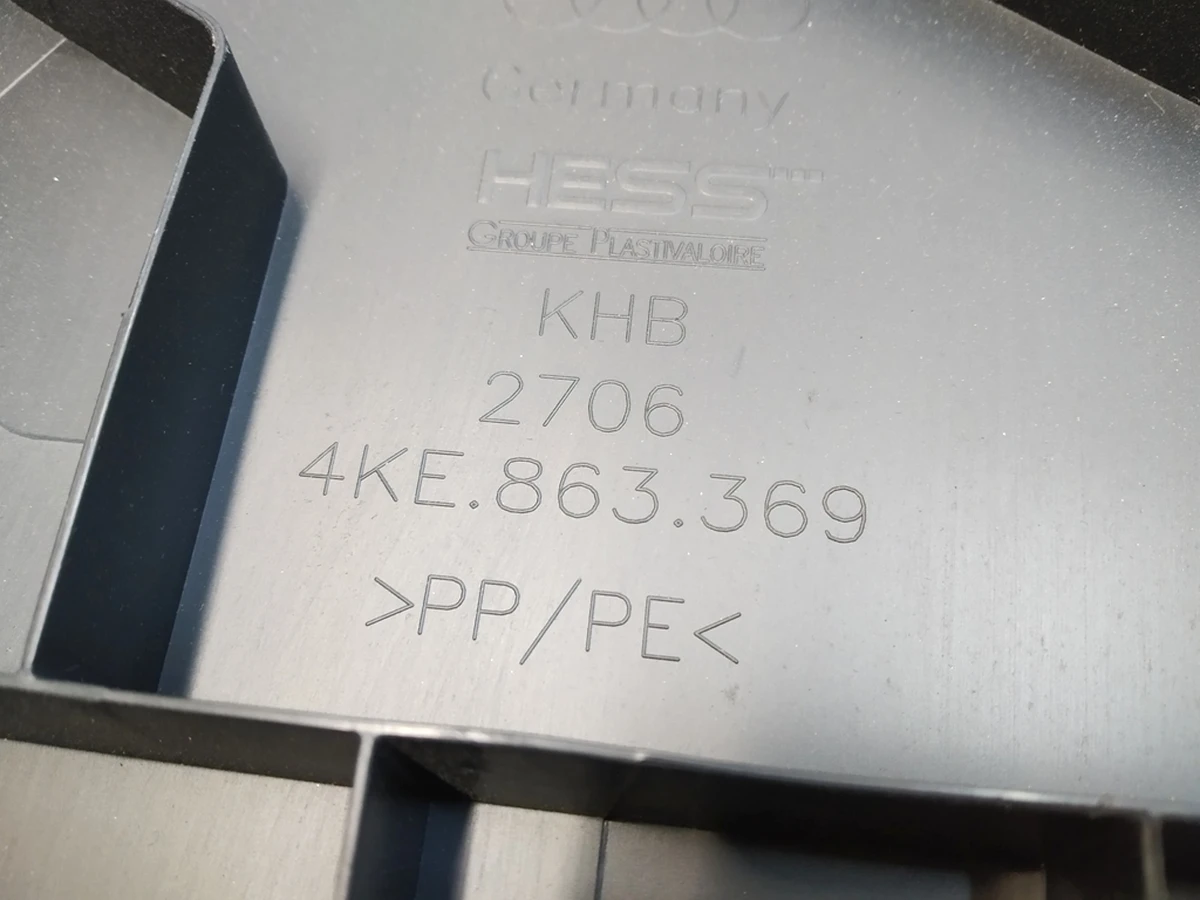 Germany
HESS
GROUPE PLASTIVALOIRE
KHB
2706
4KE.863.369
>PP/PE<